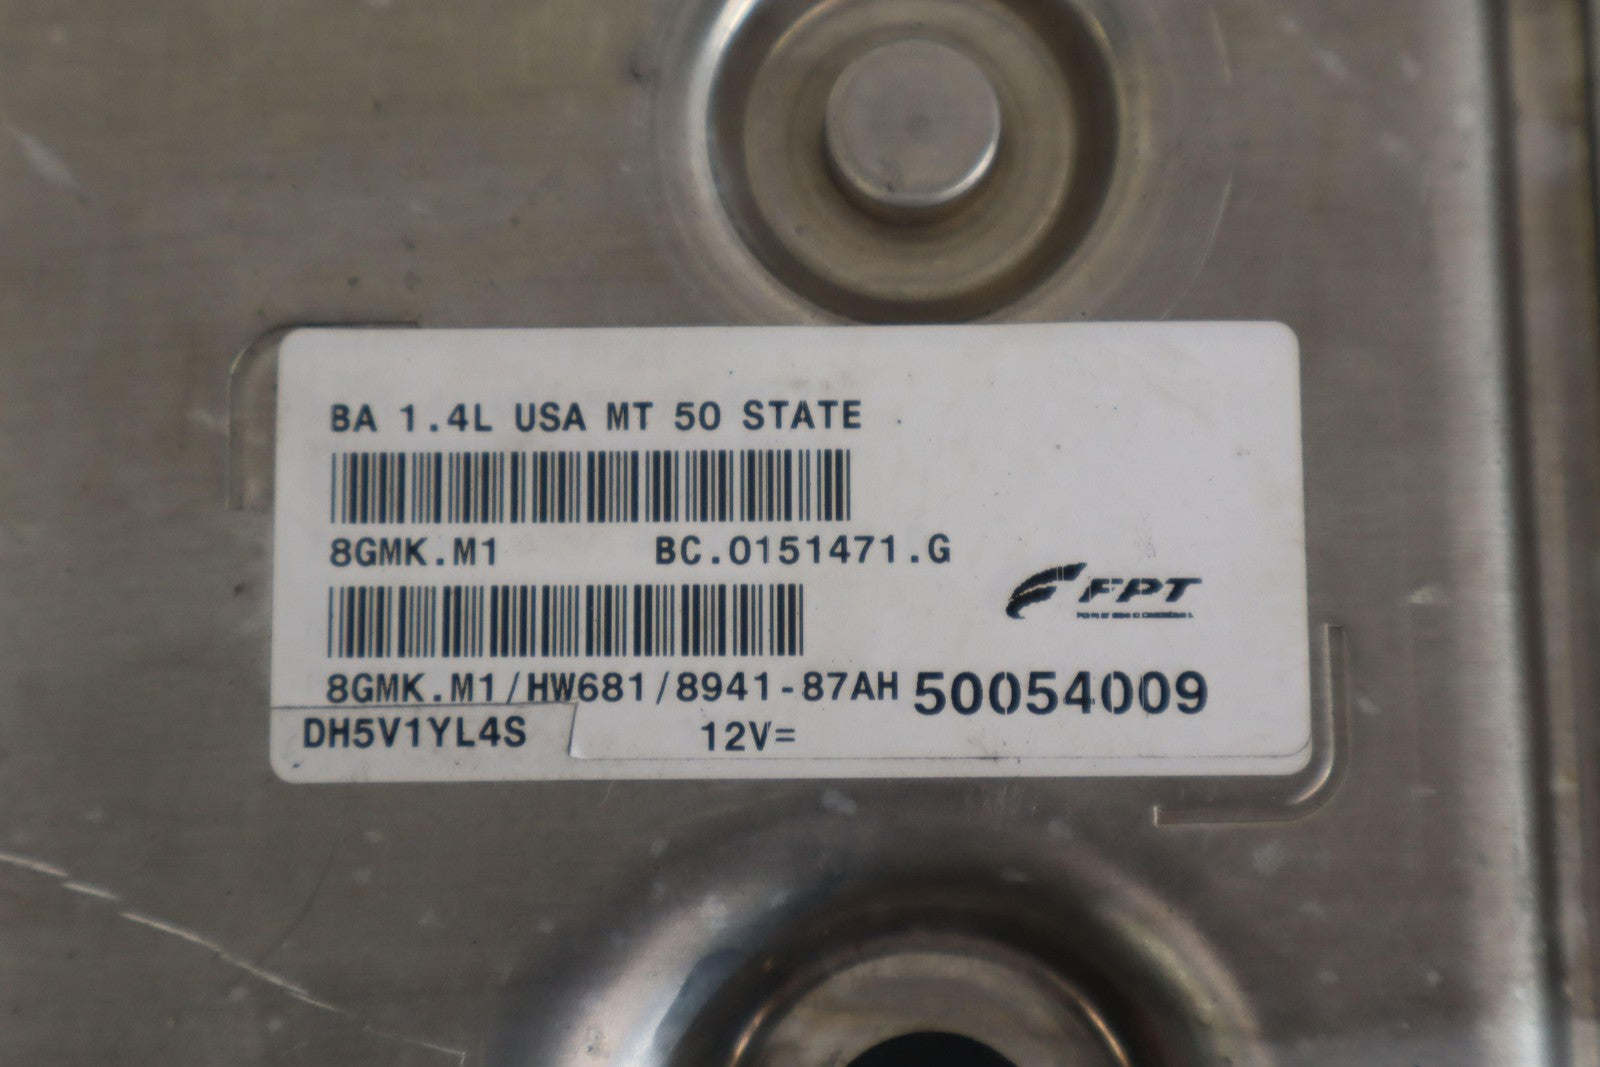 BA 1.4L USA MT 50 STATE
8GMK.M1 BC.0151471.G
FPT
8GMK.M1/HW681/8941-87AH 50054009
DH5V1YL4S 12V=